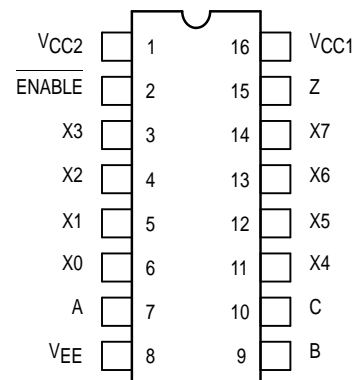 VCC2 1 16 VCC1
ENABLE 2 15 Z
X3 3 14 X7
X2 4 13 X6
X1 5 12 X5
X0 6 11 X4
A 7 10 C
VEE 8 9 B